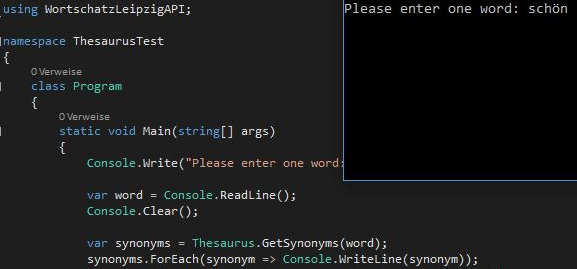 using WortschatzLeipzigAPI;
namespace ThesaurusTest
{
0 Verweise
class Program
{
0 Verweise
static void Main(string[] args)
{
Console.Write("Please enter one word:
var word = Console.ReadLine();
Console.Clear();
var synonyms = Thesaurus.GetSynonyms(word);
synonyms.ForEach(synonym => Console.WriteLine(synonym));
Please enter one word: schön